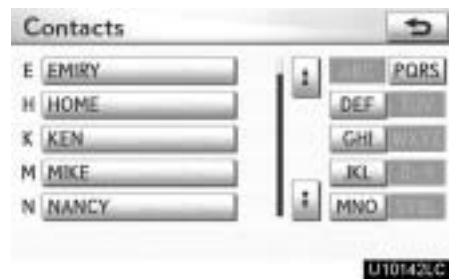 Contacts
E EMIRY PQRS
H HOME DEF
K KEN GHI
M MIKE JKL
N NANCY MNO
U10142LC